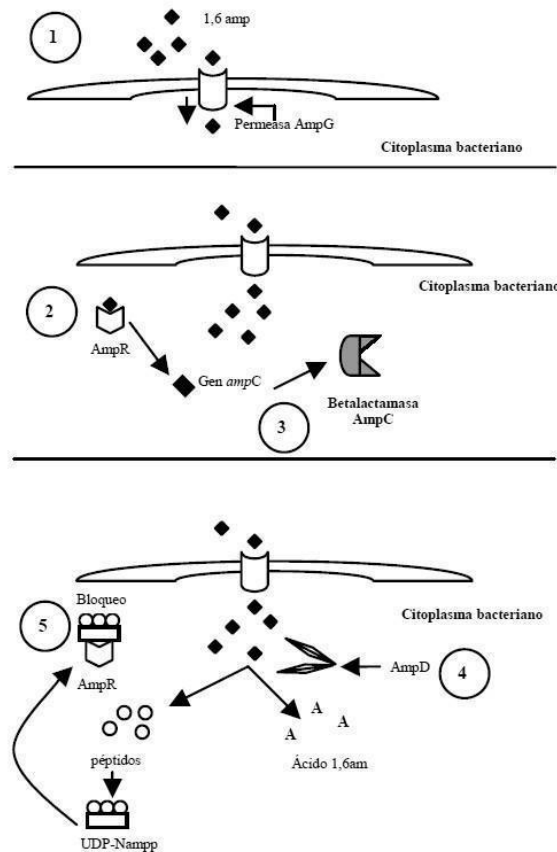 1
1,6 amp
Permeasa AmpG
Citoplasma bacteriano
Citoplasma bacteriano
2
AmpR
Gen ampC
Betalactamasa
AmpC
3
Citoplasma bacteriano
Bloqueo
5
AmpR
AmpD
4
A
A
A
péptidos
Ácido 1,6am
UDP-Nampp